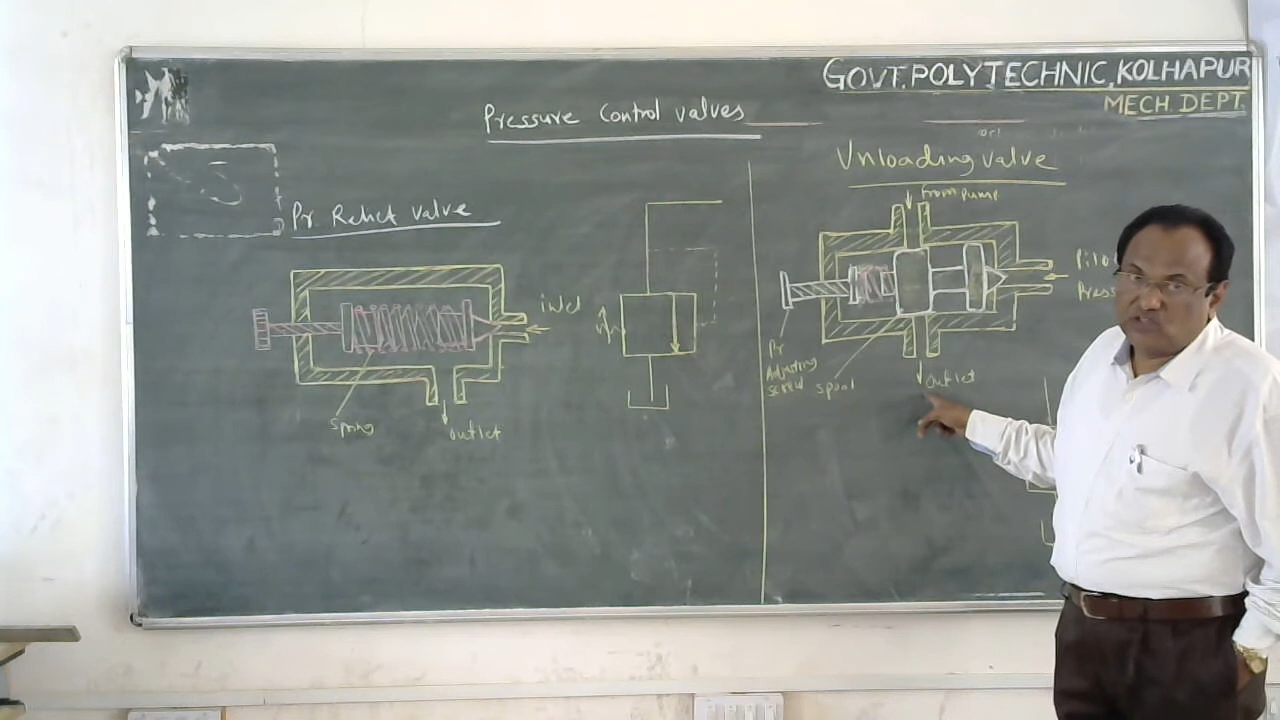 GOVT. POLYTECHNIC, KOLHAPUR
MECH. DEPT.
Pressure Control valves
Pr. Relief valve
inlet
spring
outlet
Unloading valve
from pump
Pr
Adjusting
screw
spool
outlet